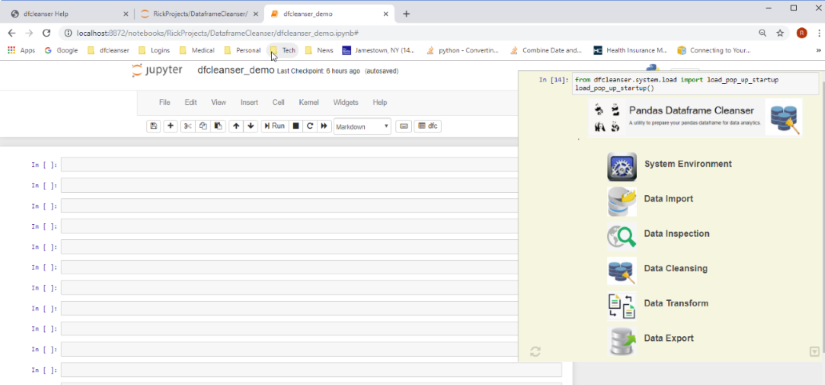 dfcleanser Help
RickProjects/DataframeCleanser/
dfcleanser_demo
localhost:8872/notebooks/RickProjects/DataframeCleanser/dfcleanser_demo.ipynb#
Apps Google dfcleanser Logins Medical Personal Tech News Jamestown, NY (14... python - Convertin... Combine Date and... Health Insurance M... Connecting to Your...
jupyter dfcleanser_demo Last Checkpoint: 6 hours ago (autosaved)
File Edit View Insert Cell Kernel Widgets Help
Run Markdown dfc
In [ ]:
In [ ]:
In [ ]:
In [ ]:
In [ ]:
In [ ]:
In [ ]:
In [ ]:
In [ ]:
In [ ]:
In [ ]:
In [34]: from dfcleanser.system.load import load_pop_up_startup
load_pop_up_startup()
Pandas Dataframe Cleanser
A utility to prepare your pandas dataframe for data analytics.
System Environment
Data Import
Data Inspection
Data Cleansing
Data Transform
Data Export